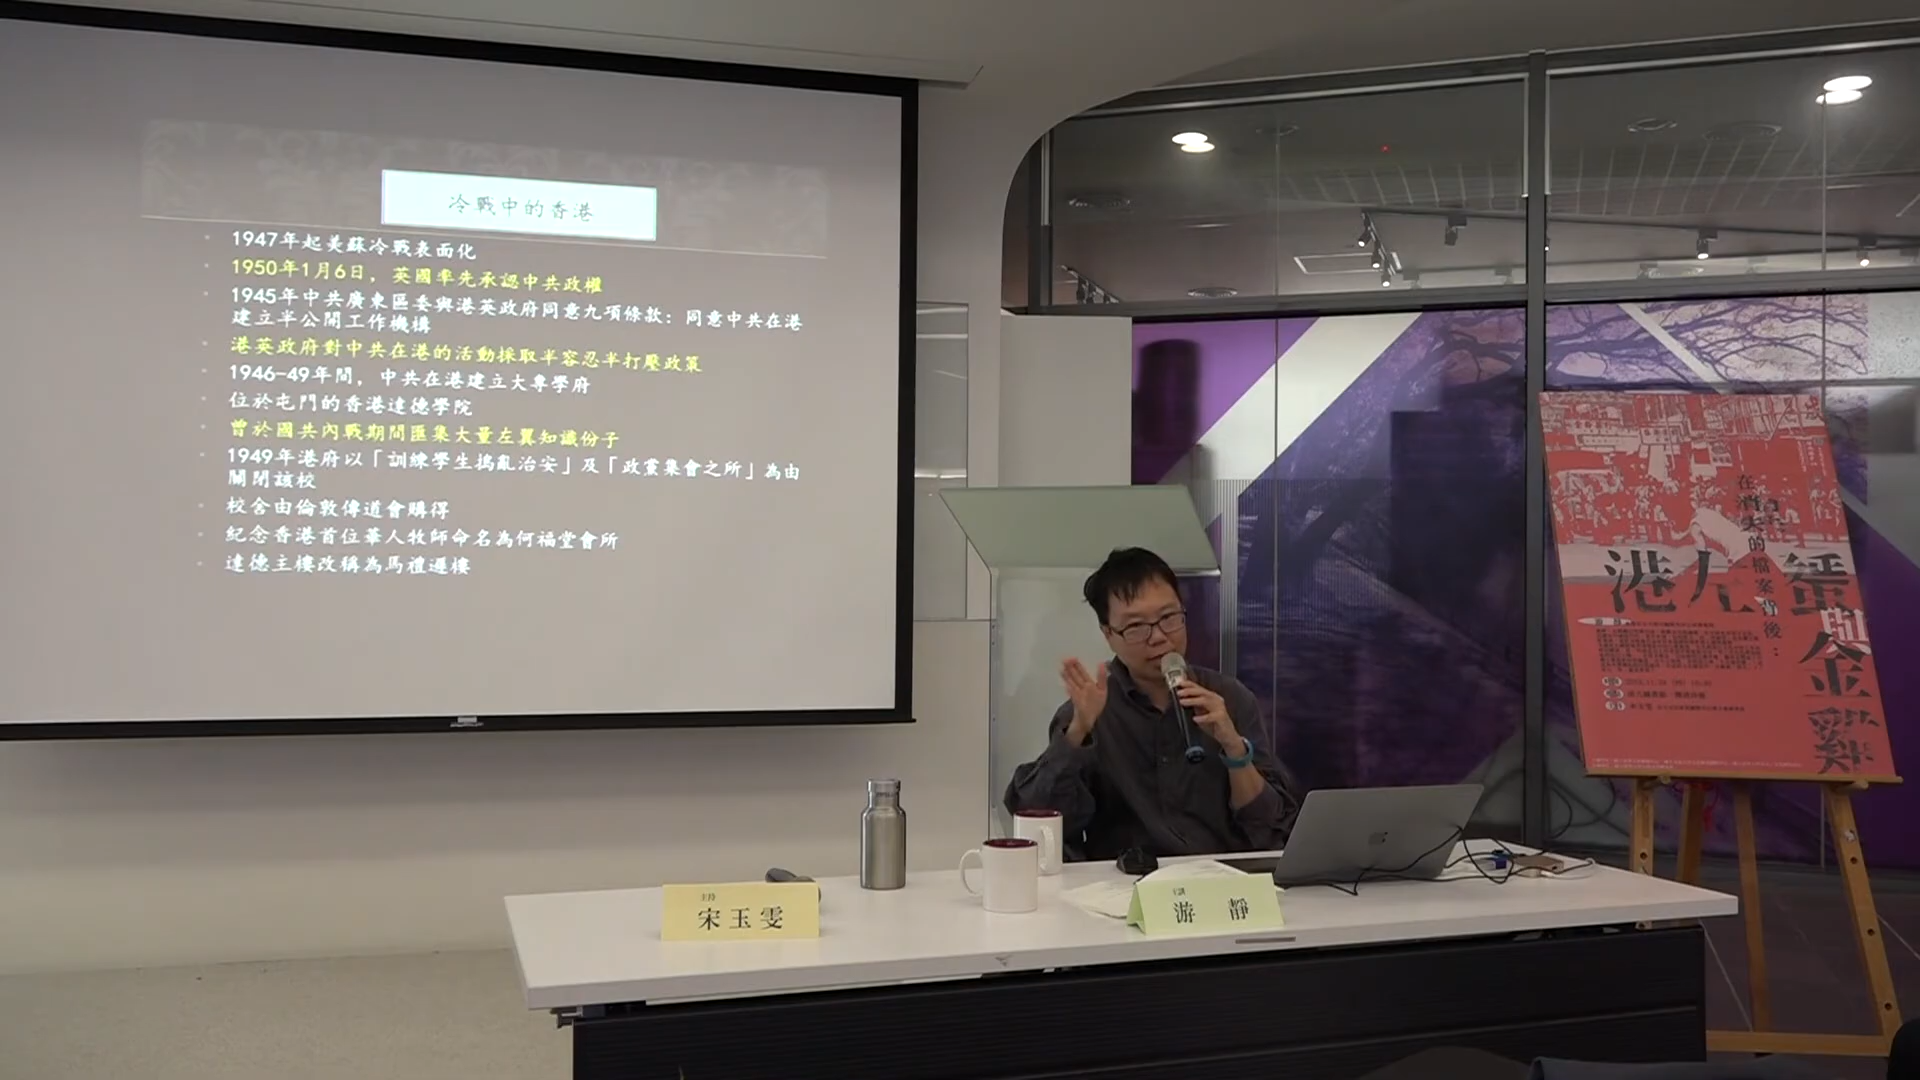 冷戰中的香港
1947年起美蘇冷戰表面化
1950年1月6日，英國率先承認中共政權
1945年中共廣東區委與港英政府同意九項條款：同意中共在港
建立半公開工作機構
港英政府對中共在港的活動採取半容忍半打壓政策
1946-49年間，中共在港建立大專學府
位於屯門的香港達德學院
曾於國共內戰期間匯集大量左翼知識份子
1949年港府以「訓練學生搗亂治安」及「政黨集會之所」為由
關閉該校
校舍由倫敦傳道會購得
紀念香港首位華人牧師命名為何福堂會所
達德主樓改稱為馬禮遜樓
在消失的檔案背後：
港左
蛋與金雞
主持
宋玉雯
主講
游靜